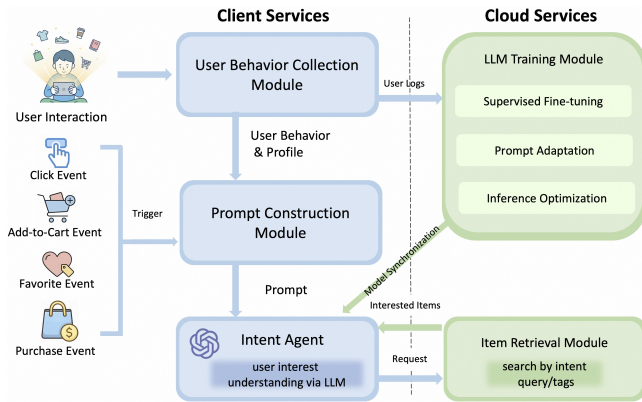 Client Services
Cloud Services
User Interaction
User Behavior Collection
Module
User Logs
LLM Training Module
Supervised Fine-tuning
Prompt Adaptation
Inference Optimization
User Behavior
& Profile
Click Event
Add-to-Cart Event
Favorite Event
Purchase Event
Trigger
Prompt Construction
Module
Model Synchronization
Prompt
Interested Items
Intent Agent
user interest
understanding via LLM
Request
Item Retrieval Module
search by intent
query/tags